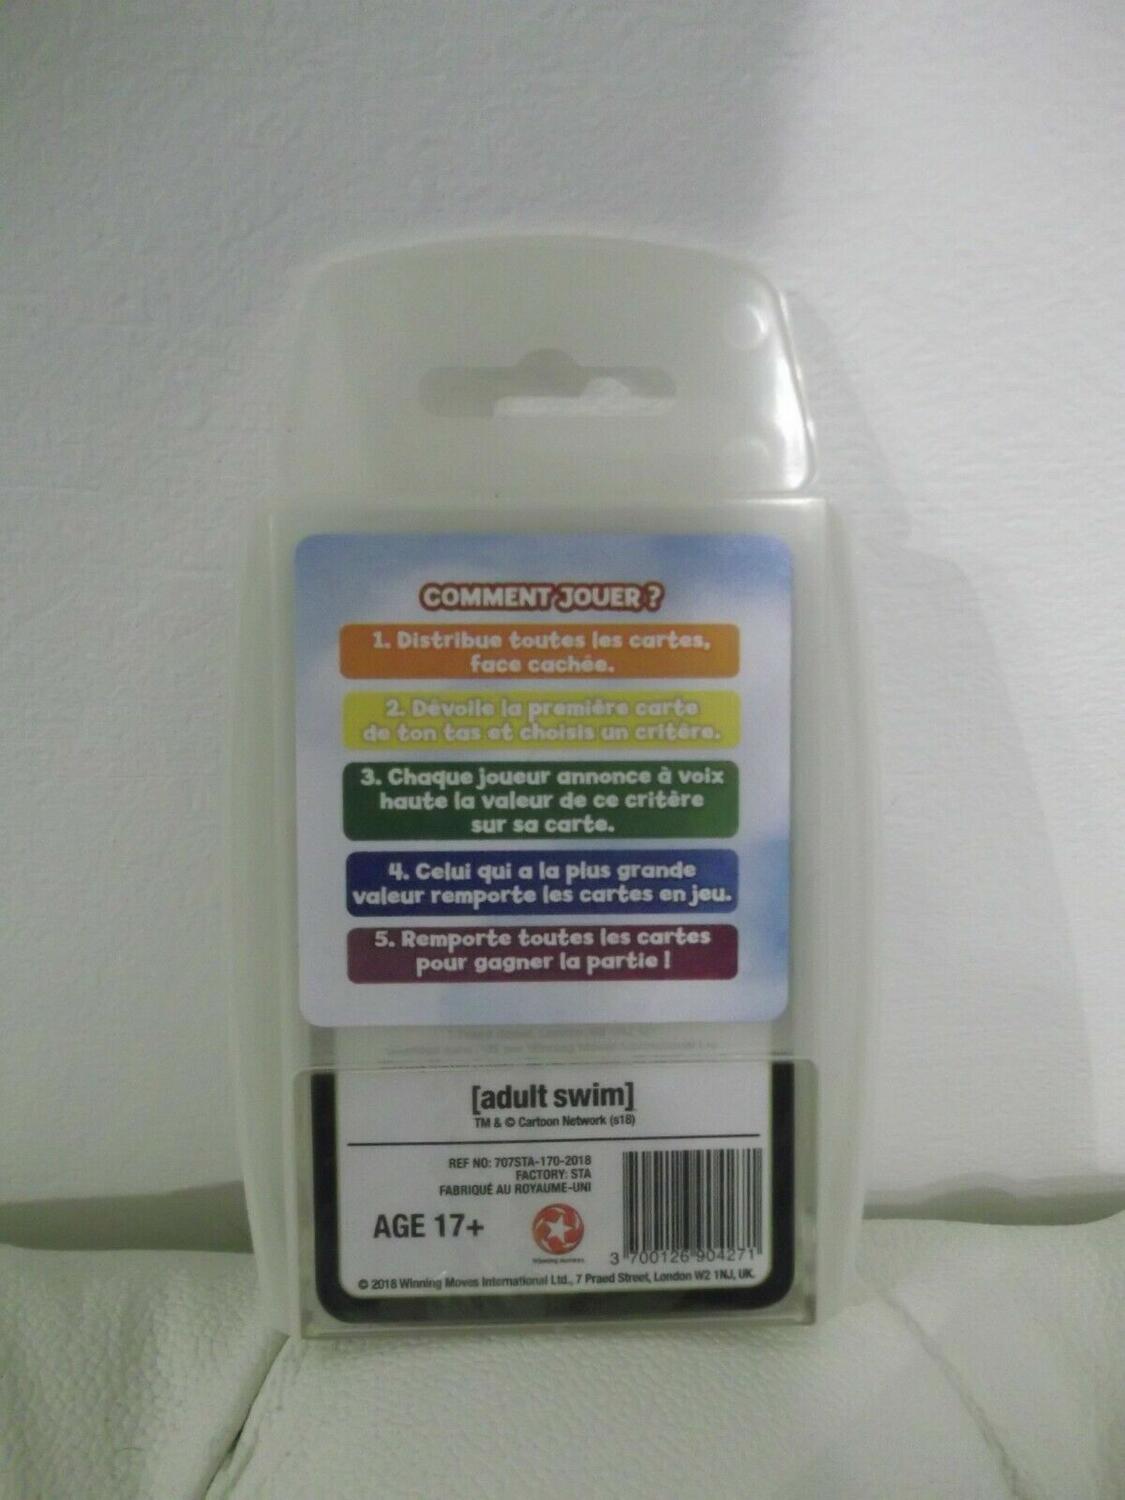 COMMENT JOUER ?
1. Distribue toutes les cartes,
face cachée.
2. Dévoile la première carte
de ton tas et choisis un critère.
3. Chaque joueur annonce à voix
haute la valeur de ce critère
sur sa carte.
4. Celui qui a la plus grande
valeur remporte les cartes en jeu.
5. Remporte toutes les cartes
pour gagner la partie !
[adult swim]
TM & © Cartoon Network (s18)
REF NO: 707STA-170-2018
FACTORY: STA
FABRIQUÉ AU ROYAUME-UNI
AGE 17+
Winning Moves
3 700126 904271
© 2018 Winning Moves International Ltd., 7 Praed Street, London W2 1NJ, UK.